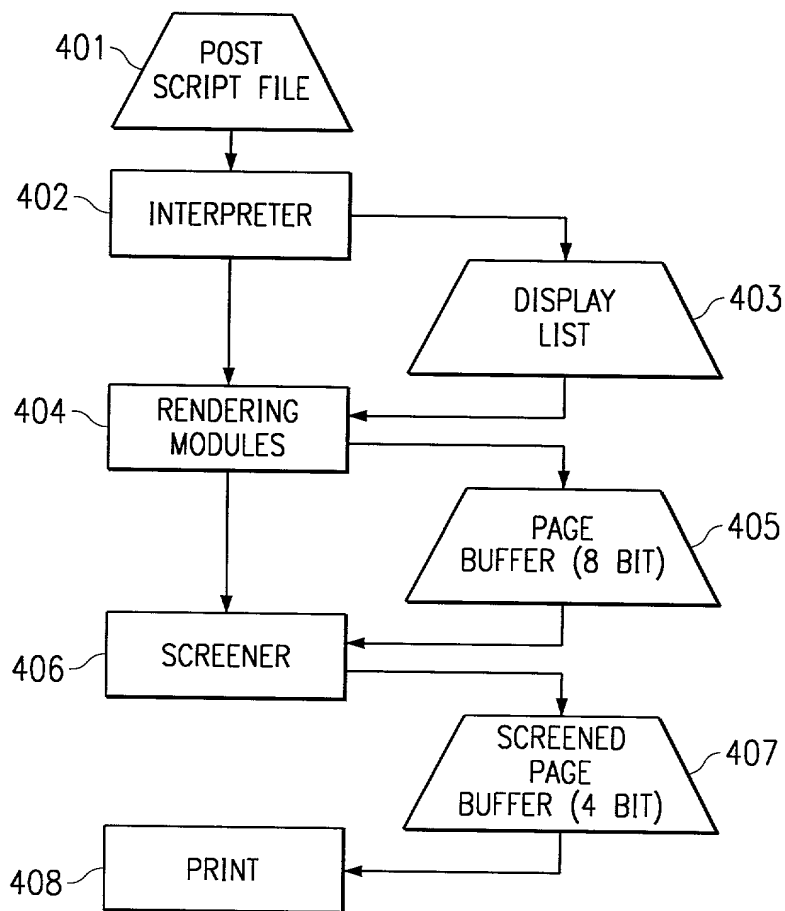 401
POST
SCRIPT FILE
402
INTERPRETER
DISPLAY
LIST
403
404
RENDERING
MODULES
PAGE
BUFFER (8 BIT)
405
406
SCREENER
SCREENED
PAGE
BUFFER (4 BIT)
407
408
PRINT